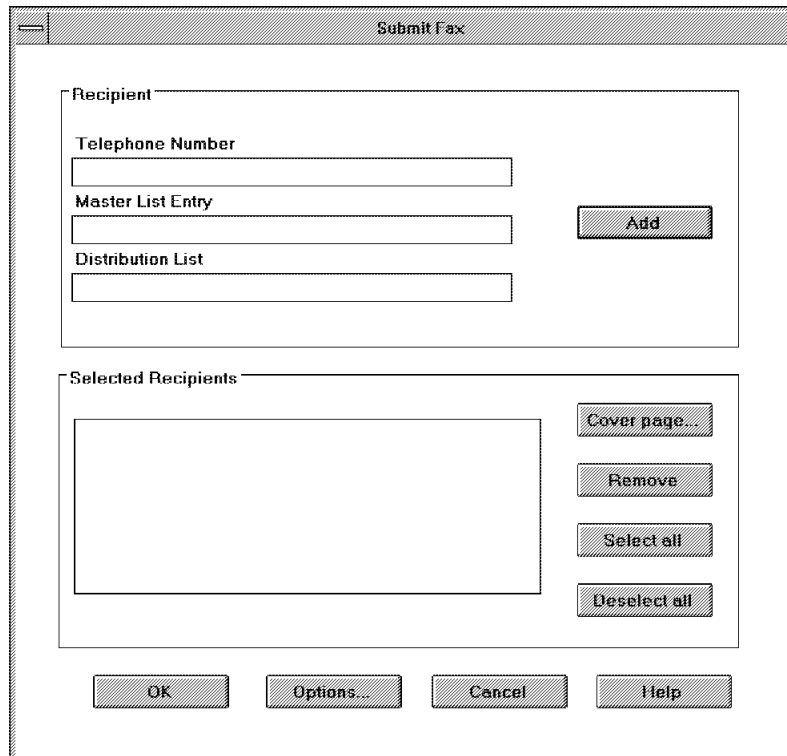 Submit Fax
Recipient
Telephone Number
Master List Entry
Add
Distribution List
Selected Recipients
Cover page...
Remove
Select all
Deselect all
OK Options... Cancel Help